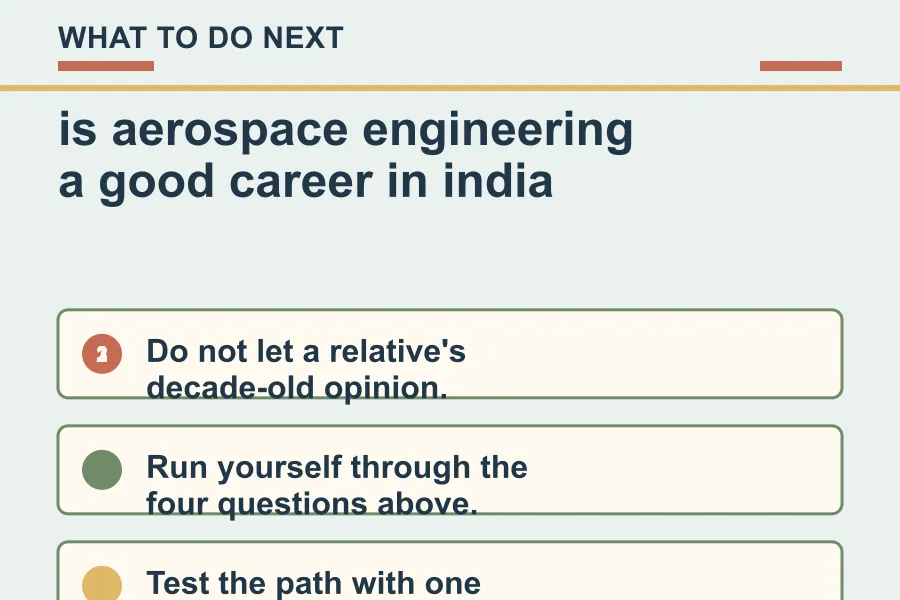 WHAT TO DO NEXT
is aerospace engineering
a good career in india
Do not let a relative's
decade-old opinion.
Run yourself through the
four questions above.
Test the path with one